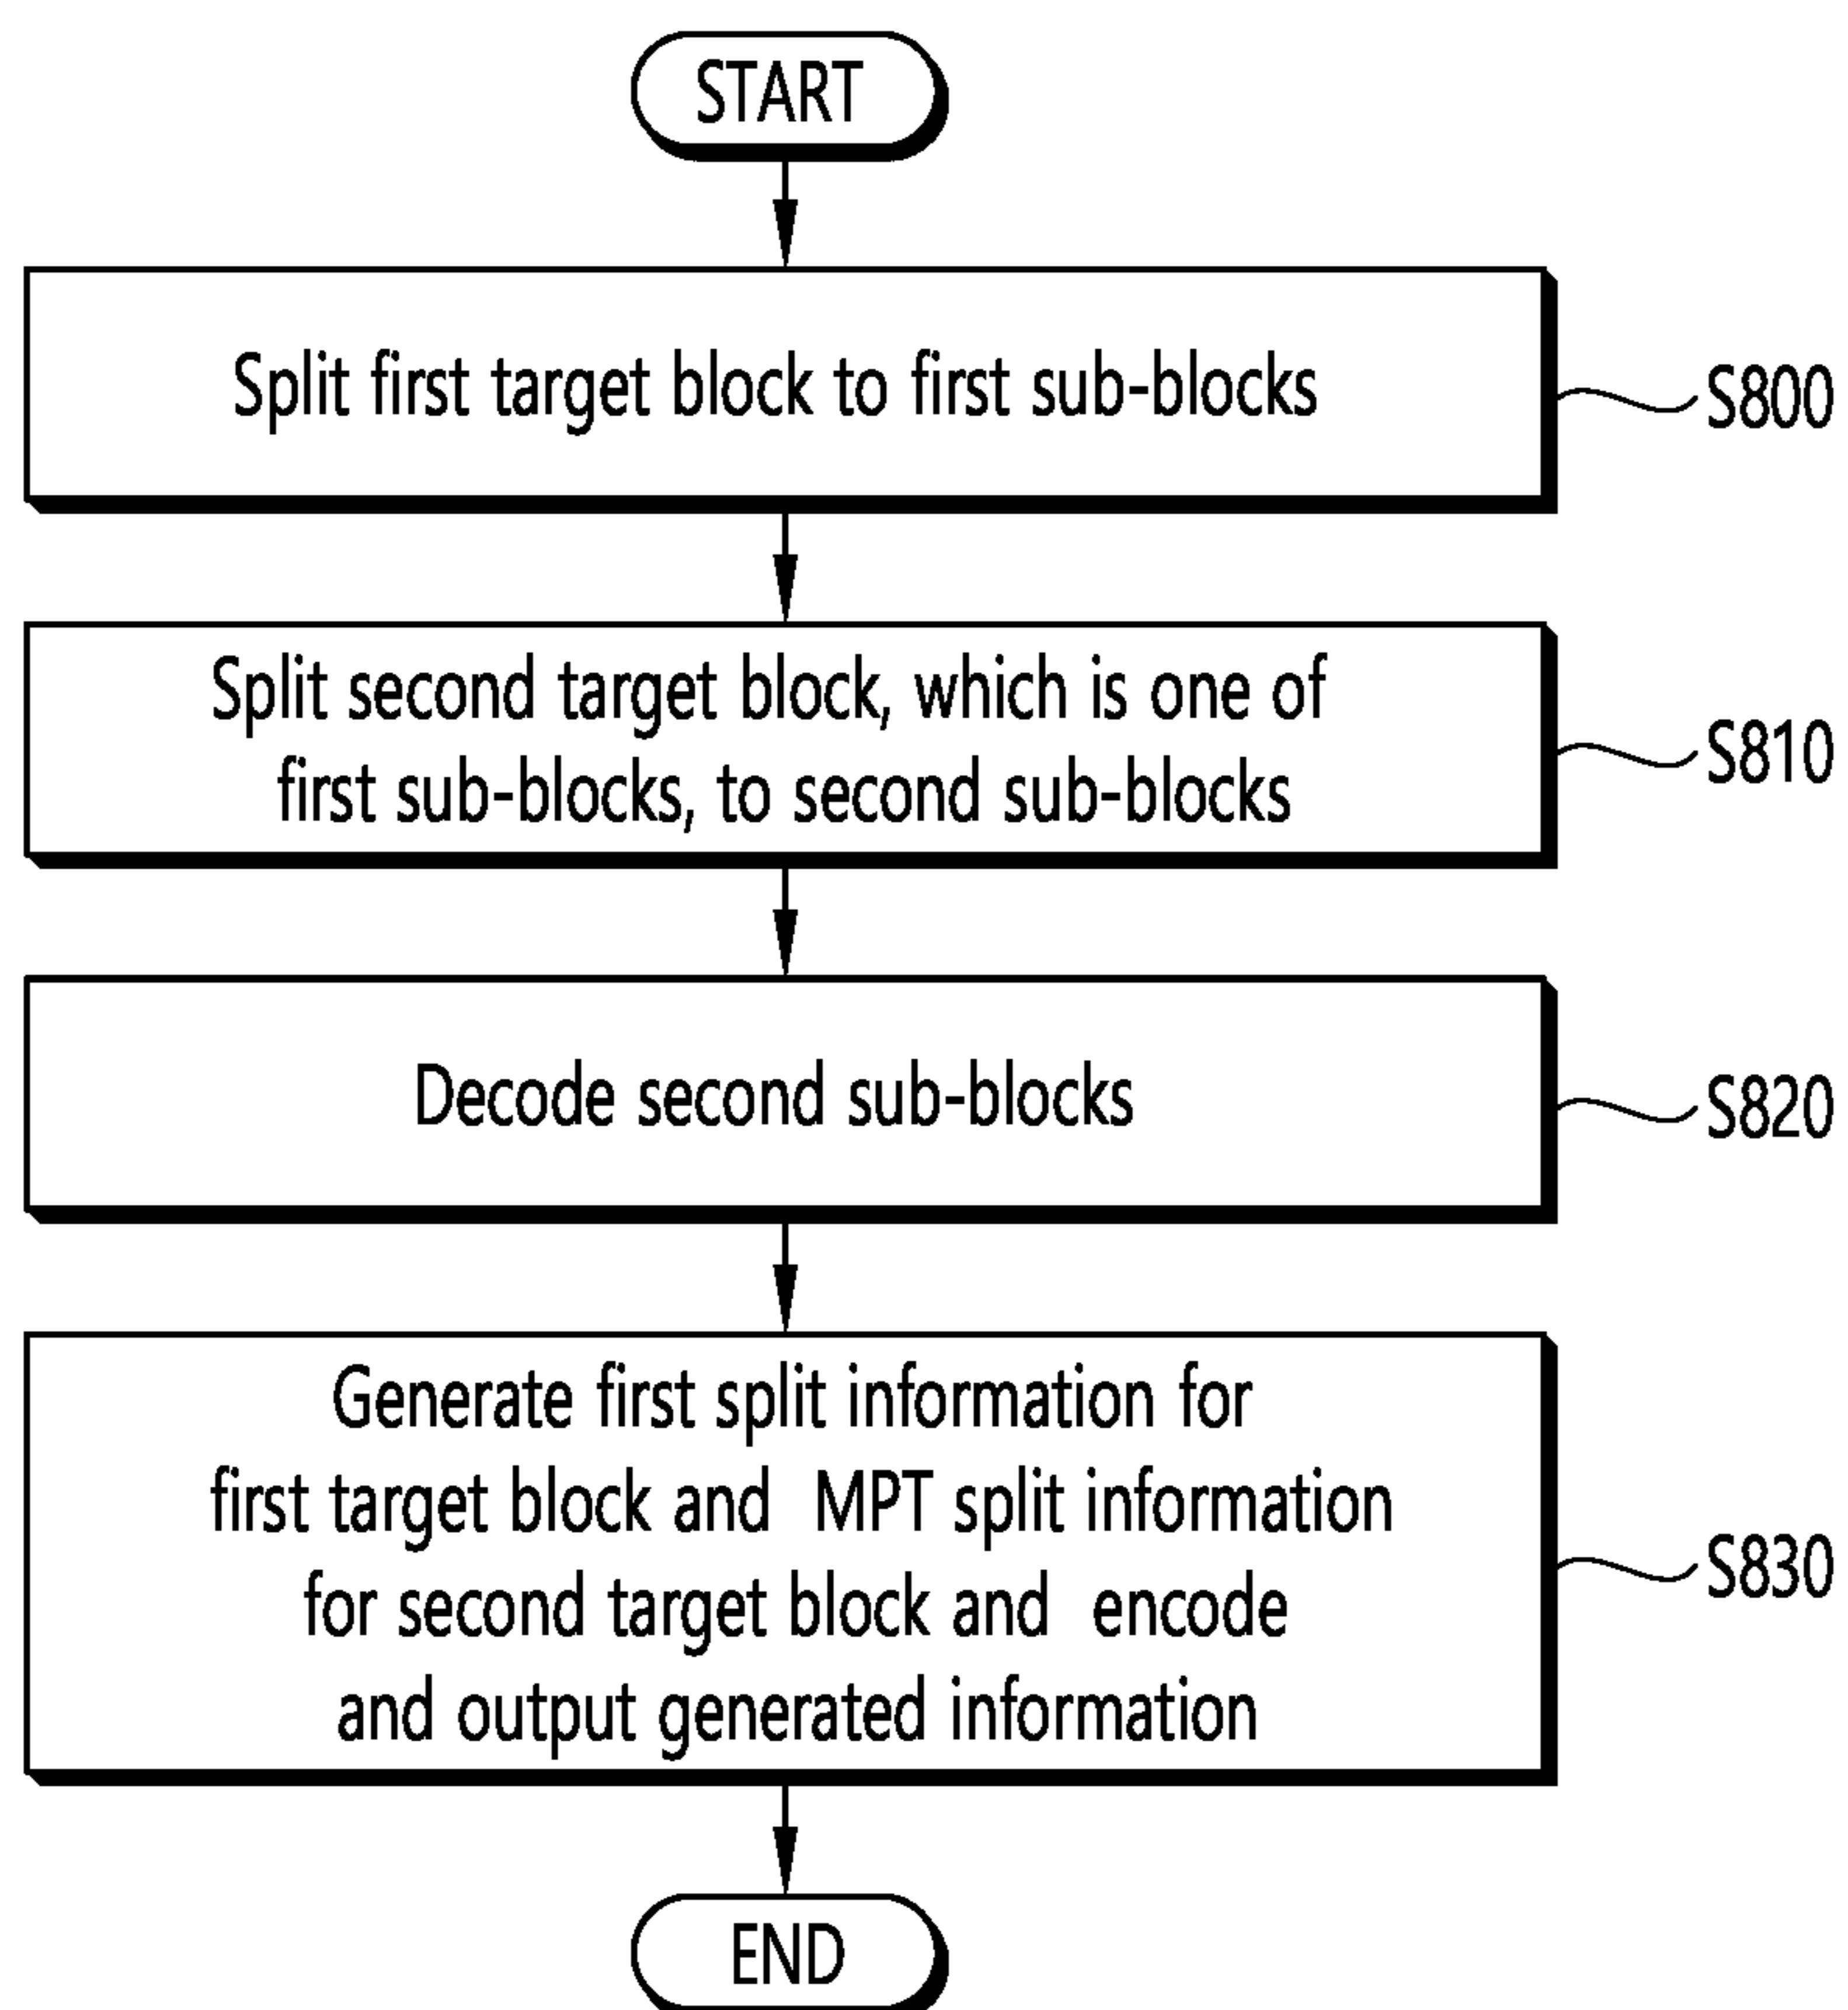 START
Split first target block to first sub-blocks
S800
Split second target block, which is one of
first sub-blocks, to second sub-blocks
S810
Decode second sub-blocks
S820
Generate first split information for
first target block and MPT split information
for second target block and encode
and output generated information
S830
END